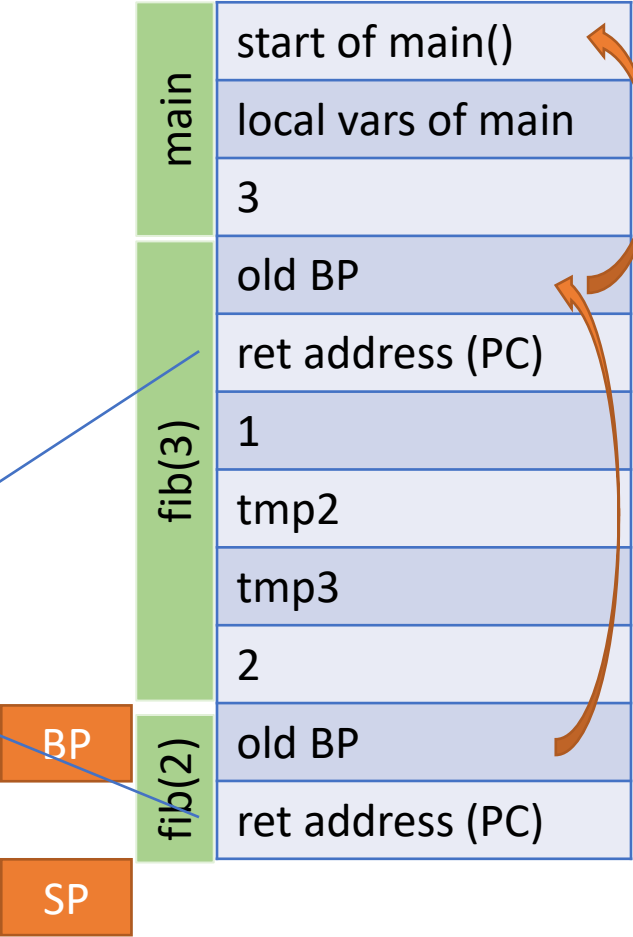 main
start of main()
local vars of main
3
fib(3)
old BP
ret address (PC)
1
tmp2
tmp3
2
BP
fib(2)
old BP
ret address (PC)
SP